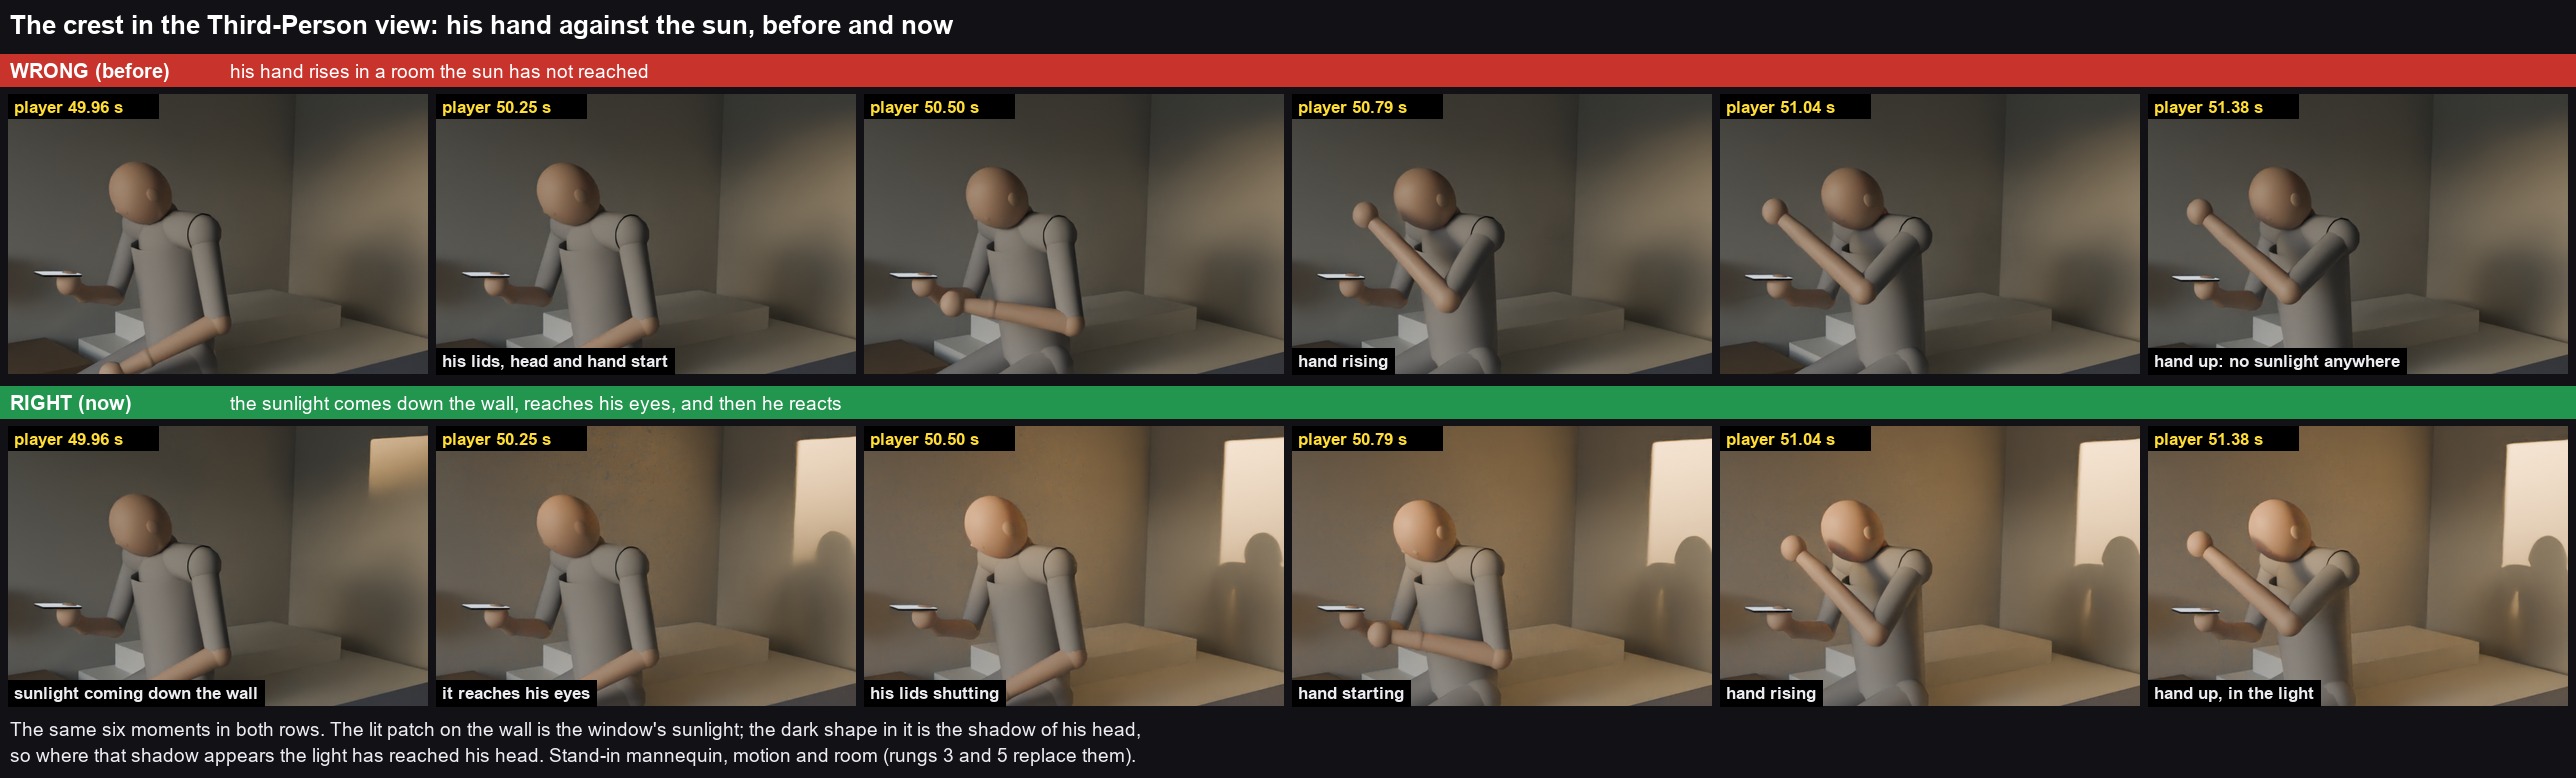 The crest in the Third-Person view: his hand against the sun, before and now
WRONG (before) his hand rises in a room the sun has not reached
player 49.96 s
player 50.25 s
player 50.50 s
player 50.79 s
player 51.04 s
player 51.38 s
his lids, head and hand start
hand rising
hand up: no sunlight anywhere
RIGHT (now) the sunlight comes down the wall, reaches his eyes, and then he reacts
player 49.96 s
player 50.25 s
player 50.50 s
player 50.79 s
player 51.04 s
player 51.38 s
sunlight coming down the wall
it reaches his eyes
his lids shutting
hand starting
hand rising
hand up, in the light
The same six moments in both rows. The lit patch on the wall is the window's sunlight; the dark shape in it is the shadow of his head,
so where that shadow appears the light has reached his head. Stand-in mannequin, motion and room (rungs 3 and 5 replace them).